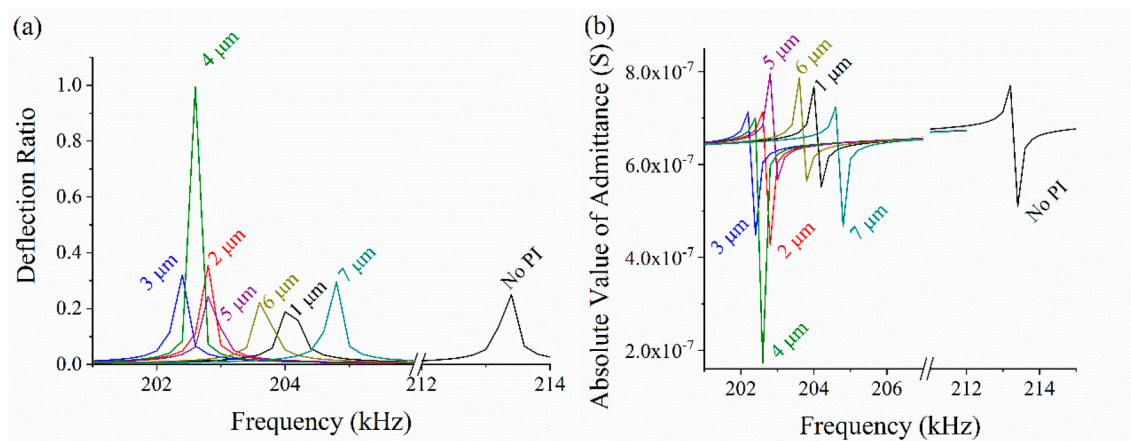 (a)
Deflection Ratio
1.0
0.8
0.6
0.4
0.2
0.0
4 μm
3 μm
2 μm
5 μm
6 μm
1 μm
7 μm
No PI
202
204
212
214
Frequency (kHz)
(b)
Absolute Value of Admittance (S)
8.0x10⁻⁷
6.0x10⁻⁷
4.0x10⁻⁷
2.0x10⁻⁷
5 μm
6 μm
1 μm
3 μm
2 μm
7 μm
4 μm
No PI
202
204
206
212
214
Frequency (kHz)